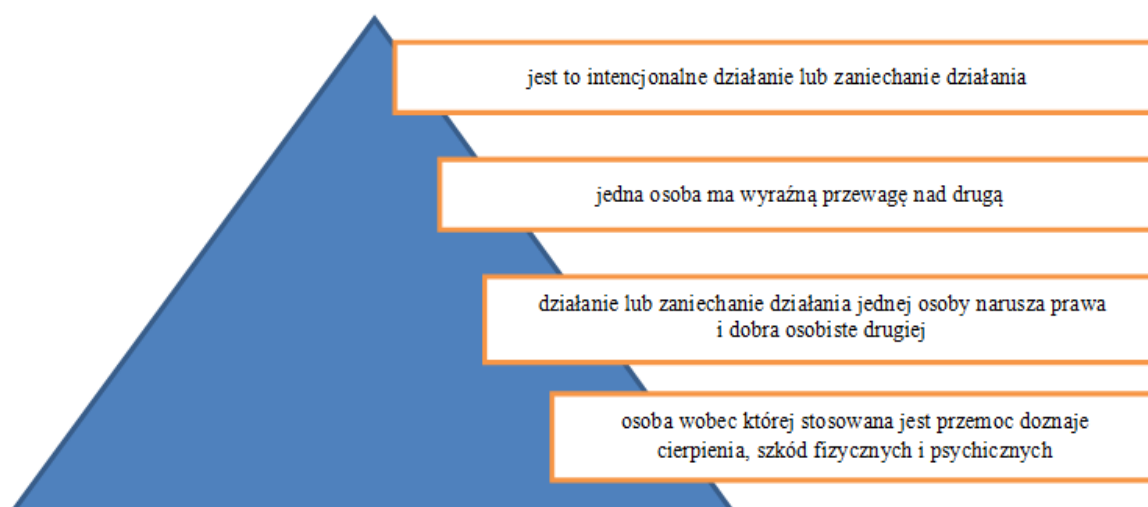 jest to intencjonalne działanie lub zaniechanie działania
jedna osoba ma wyraźną przewagę nad drugą
działanie lub zaniechanie działania jednej osoby narusza prawa
i dobra osobiste drugiej
osoba wobec której stosowana jest przemoc doznaje
cierpienia, szkód fizycznych i psychicznych